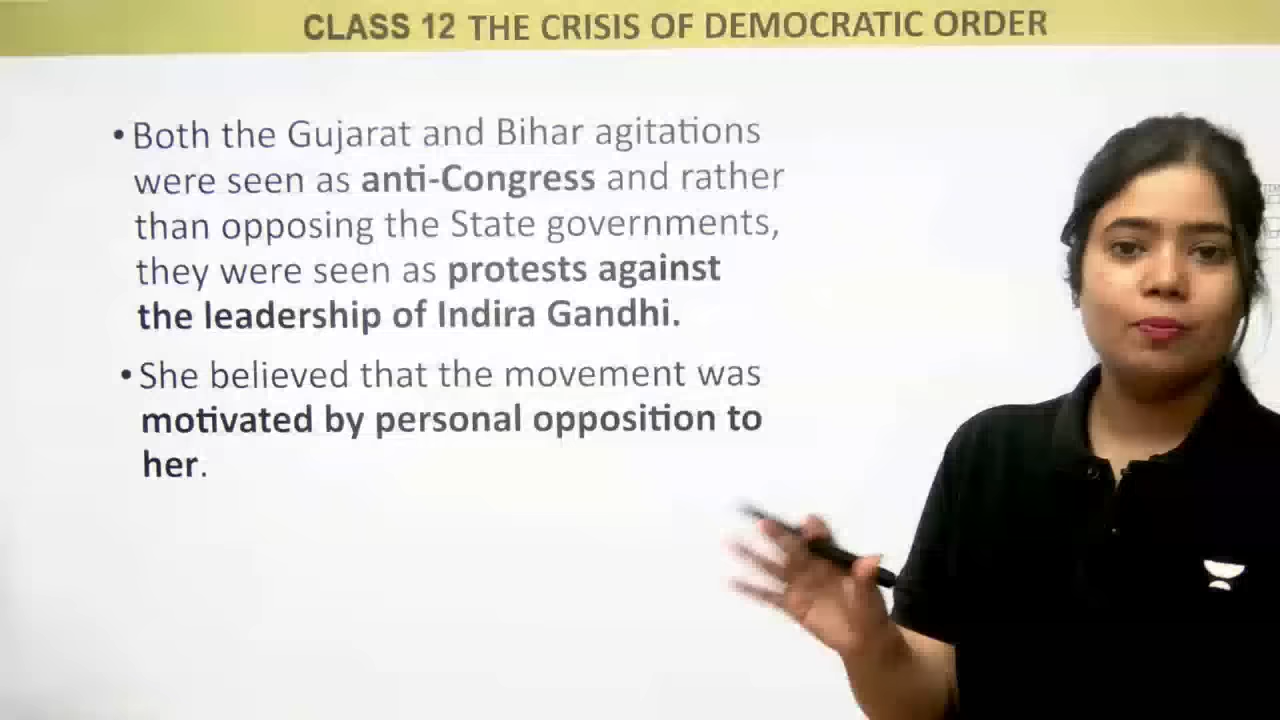 CLASS 12 THE CRISIS OF DEMOCRATIC ORDER
• Both the Gujarat and Bihar agitations
were seen as anti-Congress and rather
than opposing the State governments,
they were seen as protests against
the leadership of Indira Gandhi.
• She believed that the movement was
motivated by personal opposition to
her.